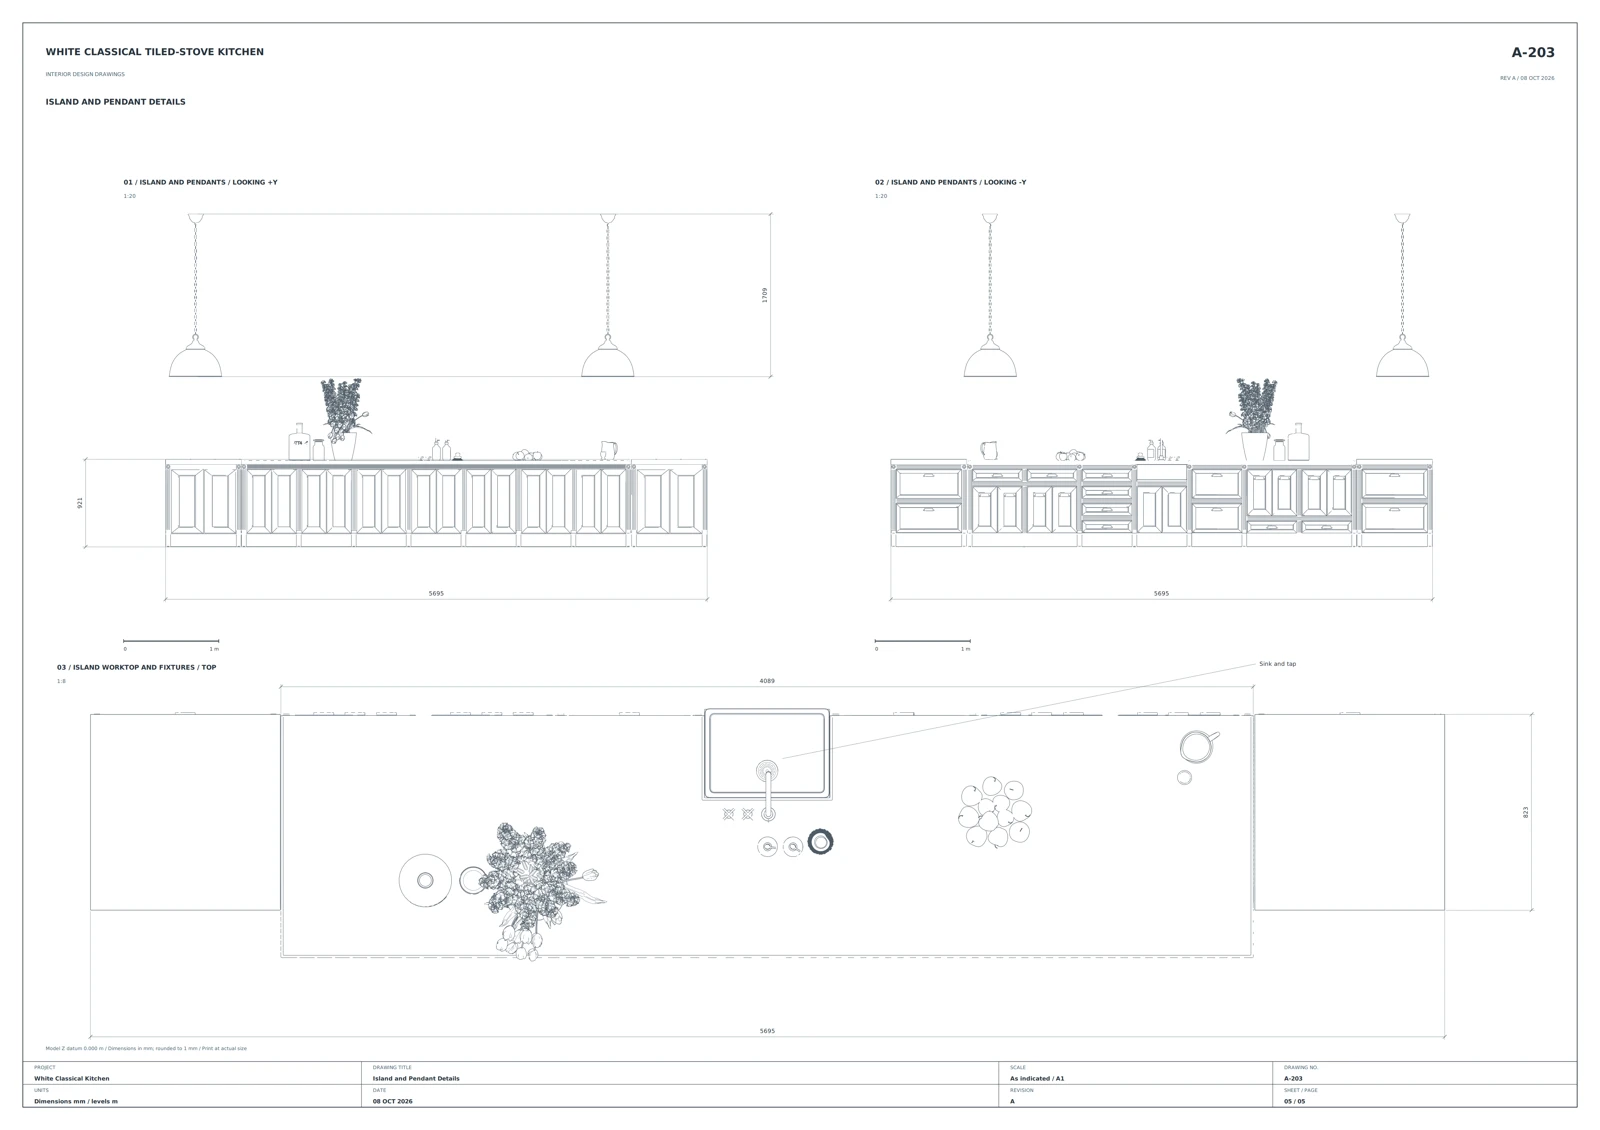 WHITE CLASSICAL TILED-STOVE KITCHEN
A-203
INTERIOR DESIGN DRAWINGS
REV A / 08 OCT 2026
ISLAND AND PENDANT DETAILS
01 / ISLAND AND PENDANTS / LOOKING +Y
1:20
02 / ISLAND AND PENDANTS / LOOKING -Y
1:20
1709
921
5695
5695
0 1 m
0 1 m
03 / ISLAND WORKTOP AND FIXTURES / TOP
1:8
Sink and tap
4089
823
5695
Model Z datum 0.000 m / Dimensions in mm, rounded to 1 mm / Print at actual size
PROJECT
White Classical Kitchen
DRAWING TITLE
Island and Pendant Details
SCALE
As indicated / A1
DRAWING NO.
A-203
UNITS
Dimensions mm / levels m
DATE
08 OCT 2026
REVISION
A
SHEET / PAGE
05 / 05